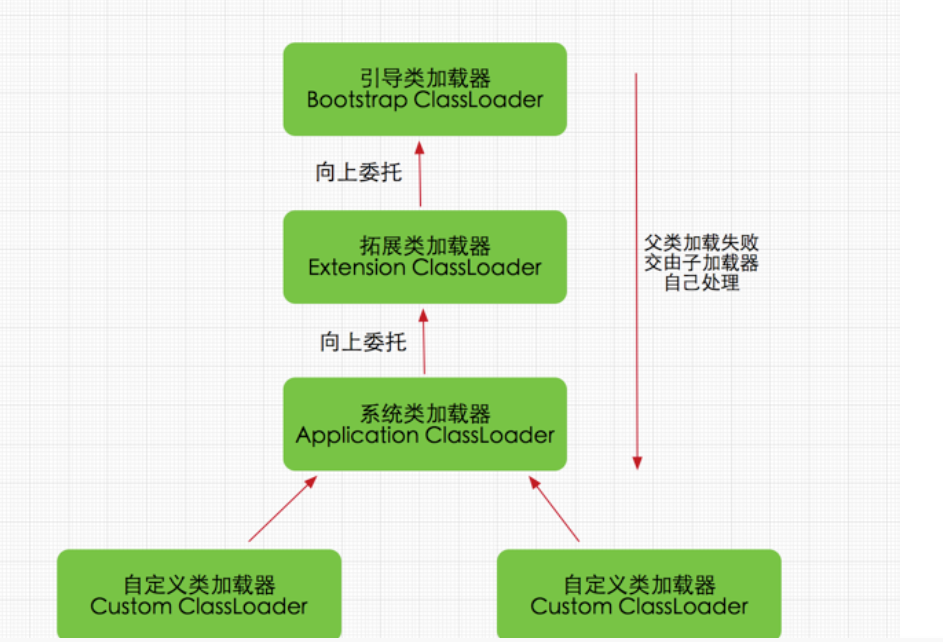 引导类加载器
Bootstrap ClassLoader
向上委托
拓展类加载器
Extension ClassLoader
父类加载失败
交由子加载器
自己处理
向上委托
系统类加载器
Application ClassLoader
自定义类加载器
Custom ClassLoader
自定义类加载器
Custom ClassLoader